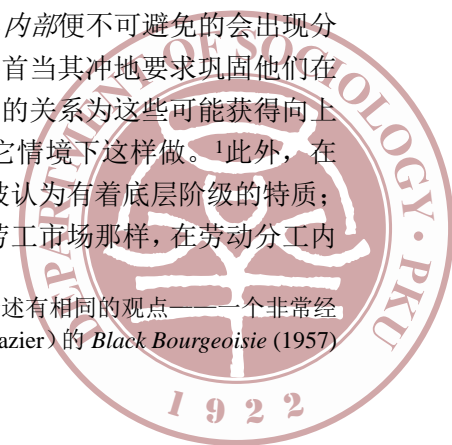 内部便不可避免的会出现分
首当其冲地要求巩固他们在
的关系为这些可能获得向上
它情境下这样做。¹此外，在
被认为有着底层阶级的特质；
劳工市场那样，在劳动分工内
述有相同的观点——一个非常经
azier）的 Black Bourgeoisie (1957)
DEPARTMENT OF SOCIOLOGY · PKU
1922